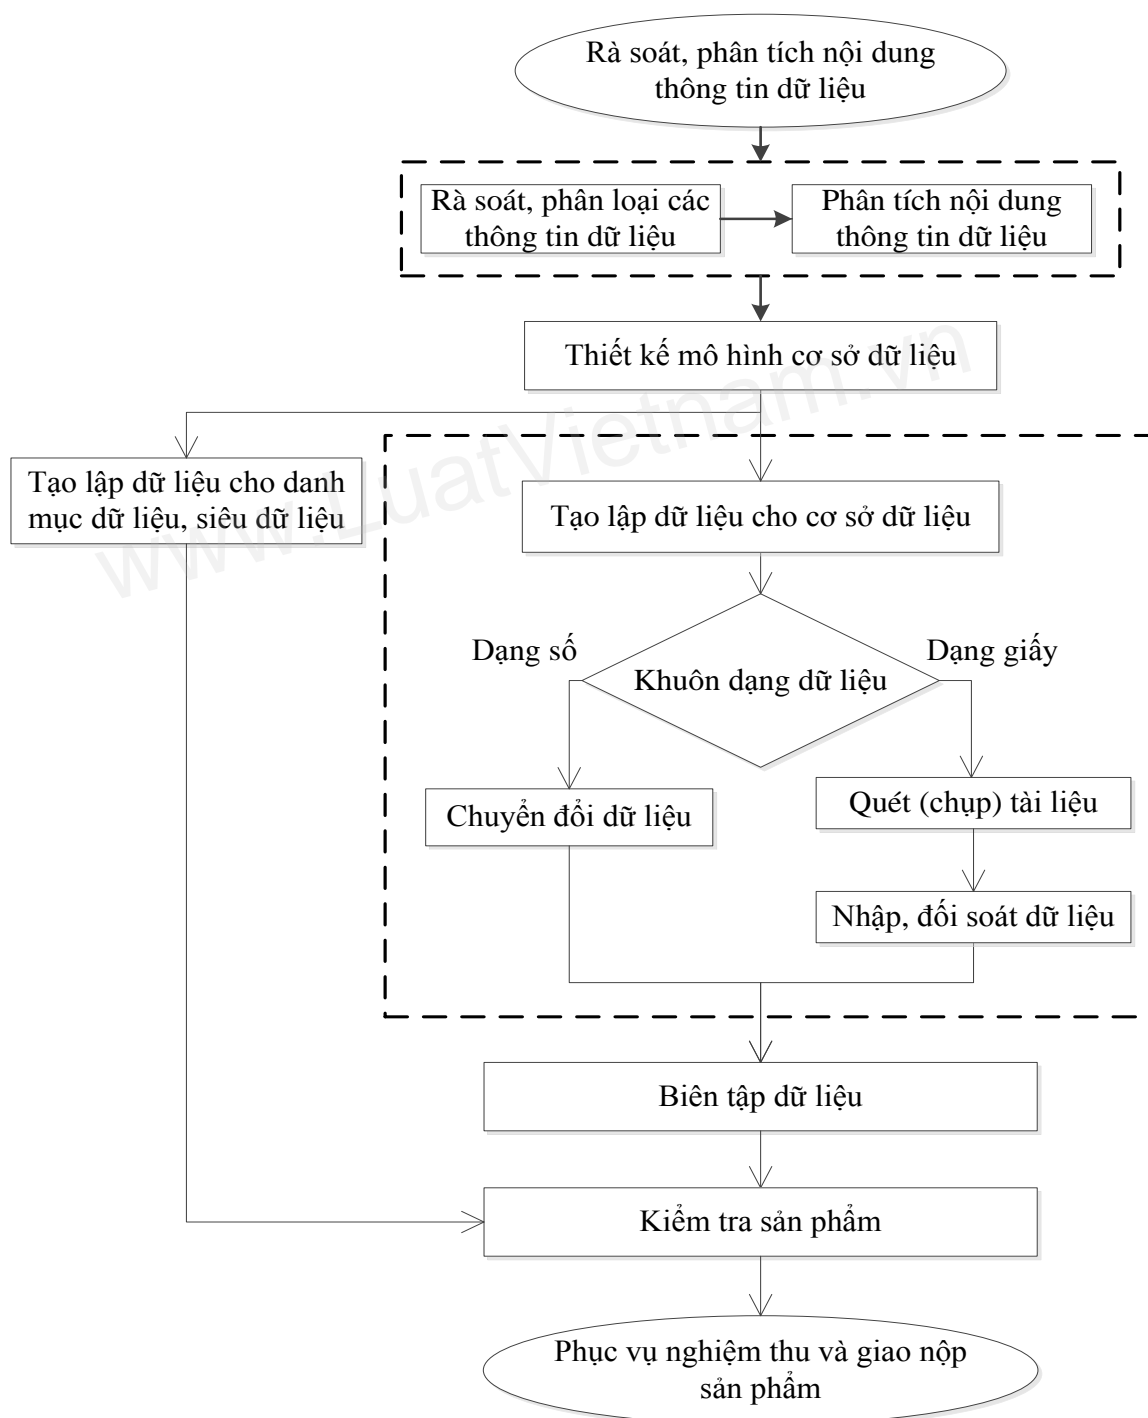 Rà soát, phân tích nội dung
thông tin dữ liệu
Rà soát, phân loại các
thông tin dữ liệu
Phân tích nội dung
thông tin dữ liệu
Thiết kế mô hình cơ sở dữ liệu
Tạo lập dữ liệu cho danh
mục dữ liệu, siêu dữ liệu
Tạo lập dữ liệu cho cơ sở dữ liệu
www.LuatVietnam.vn
Dạng số
Khuôn dạng dữ liệu
Dạng giấy
Chuyển đổi dữ liệu
Quét (chụp) tài liệu
Nhập, đối soát dữ liệu
Biên tập dữ liệu
Kiểm tra sản phẩm
Phục vụ nghiệm thu và giao nộp
sản phẩm